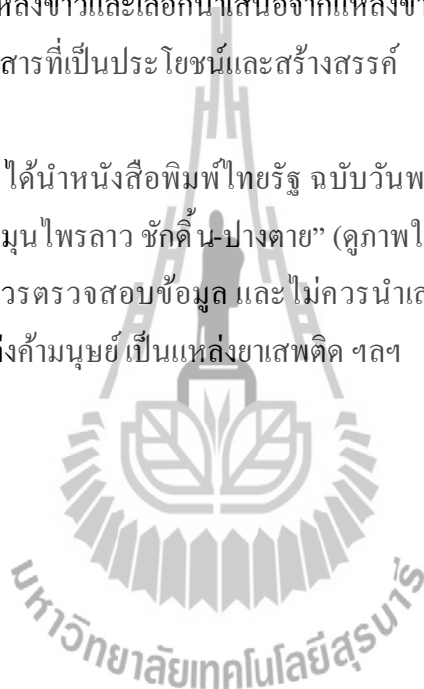 หล่งข่าวและเลือกนำเสนอจากแหล่งข่า
สารที่เป็นประโยชน์และสร้างสรรค์
ได้นำหนังสือพิมพ์ไทยรัฐ ฉบับวันพ
มุนไพรลาว ชักดิ้น-ปางตาย” (ดูภาพใ
วรตรวจสอบข้อมูล และไม่ควรนำเส
งค้ามนุษย์ เป็นแหล่งยาเสพติด ฯลฯ
มหาวิทยาลัยเทคโนโลยีสุรนารี